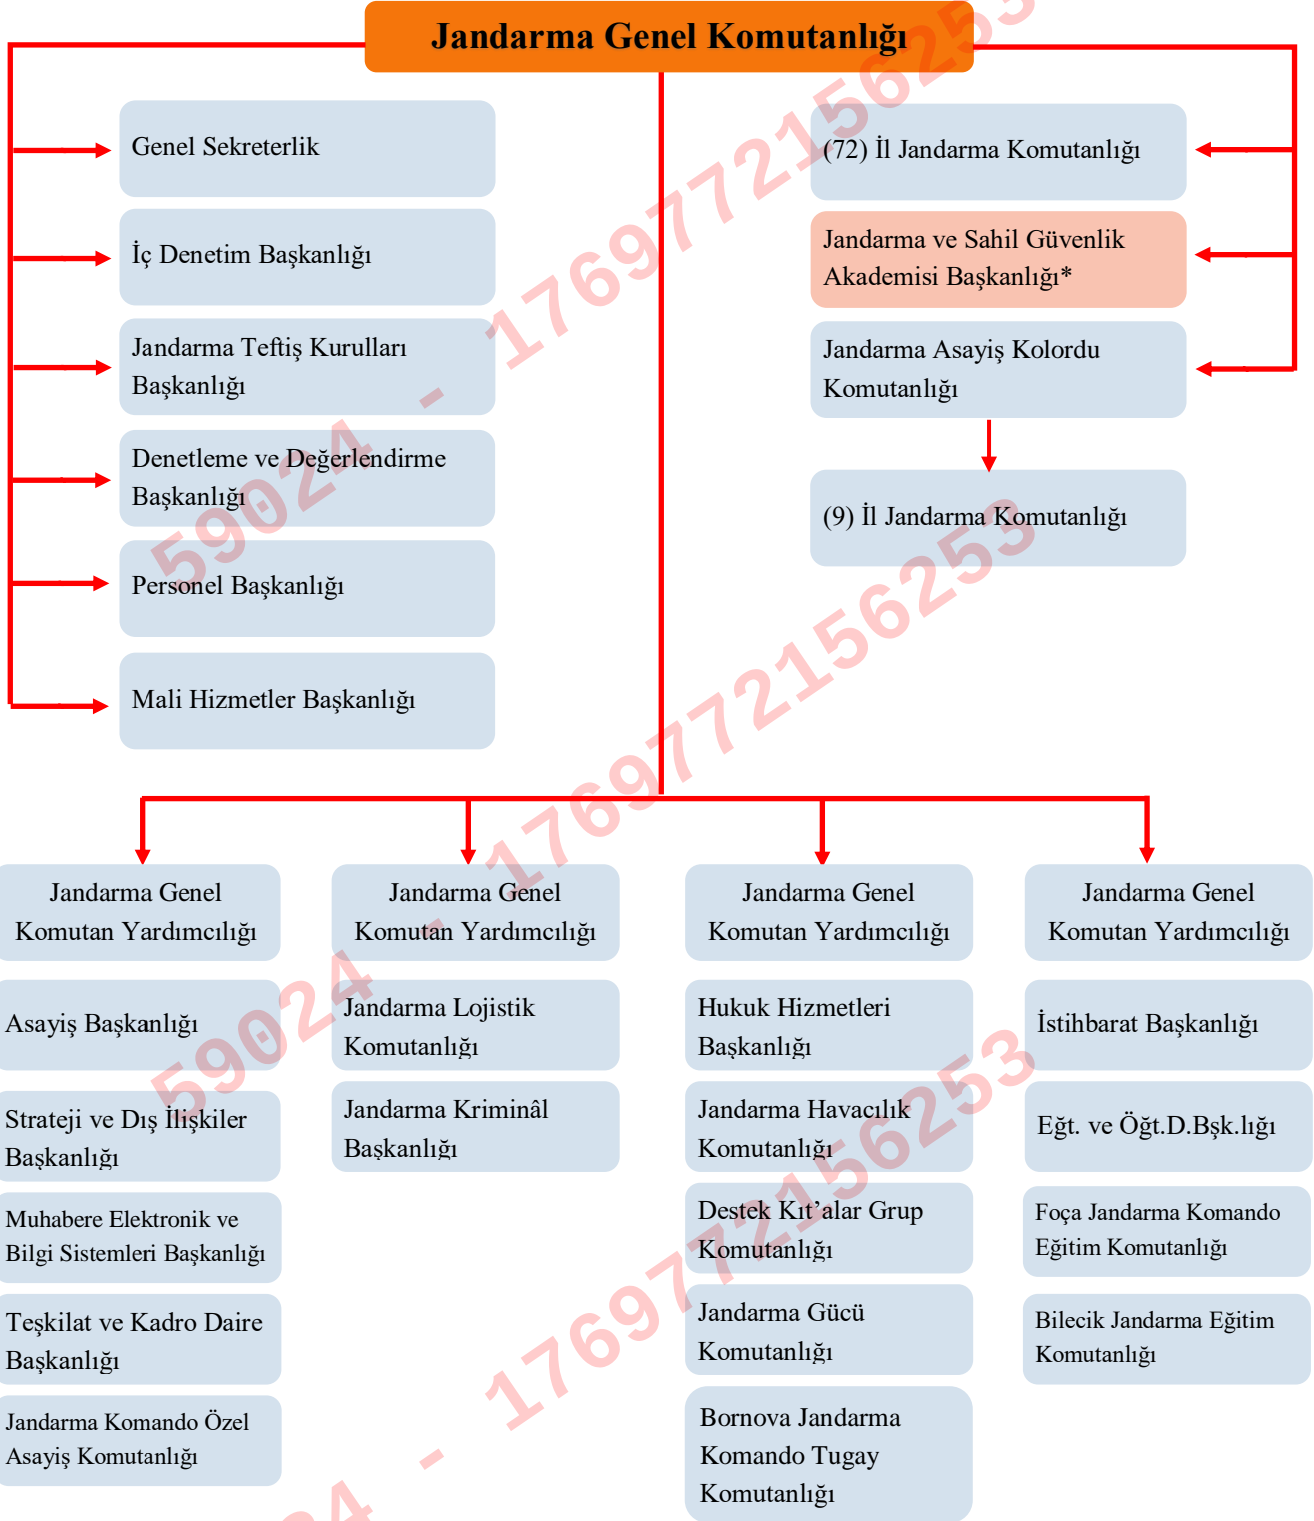 Jandarma Genel Komutanlığı
Genel Sekreterlik
İç Denetim Başkanlığı
Jandarma Teftiş Kurulları
Başkanlığı
Denetleme ve Değerlendirme
Başkanlığı
Personel Başkanlığı
Mali Hizmetler Başkanlığı
(72) İl Jandarma Komutanlığı
Jandarma ve Sahil Güvenlik
Akademisi Başkanlığı*
Jandarma Asayiş Kolordu
Komutanlığı
(9) İl Jandarma Komutanlığı
Jandarma Genel
Komutan Yardımcılığı
Asayiş Başkanlığı
Strateji ve Dış İlişkiler
Başkanlığı
Muhabere Elektronik ve
Bilgi Sistemleri Başkanlığı
Teşkilat ve Kadro Daire
Başkanlığı
Jandarma Komando Özel
Asayiş Komutanlığı
Jandarma Genel
Komutan Yardımcılığı
Jandarma Lojistik
Komutanlığı
Jandarma Kriminâl
Başkanlığı
Jandarma Genel
Komutan Yardımcılığı
Hukuk Hizmetleri
Başkanlığı
Jandarma Havacılık
Komutanlığı
Destek Kıt’alar Grup
Komutanlığı
Jandarma Gücü
Komutanlığı
Bornova Jandarma
Komando Tugay
Komutanlığı
Jandarma Genel
Komutan Yardımcılığı
İstihbarat Başkanlığı
Eğt. ve Öğt.D.Bşk.lığı
Foça Jandarma Komando
Eğitim Komutanlığı
Bilecik Jandarma Eğitim
Komutanlığı
59024 - 1769772156253
59024 - 1769772156253
24 - 1769772156253